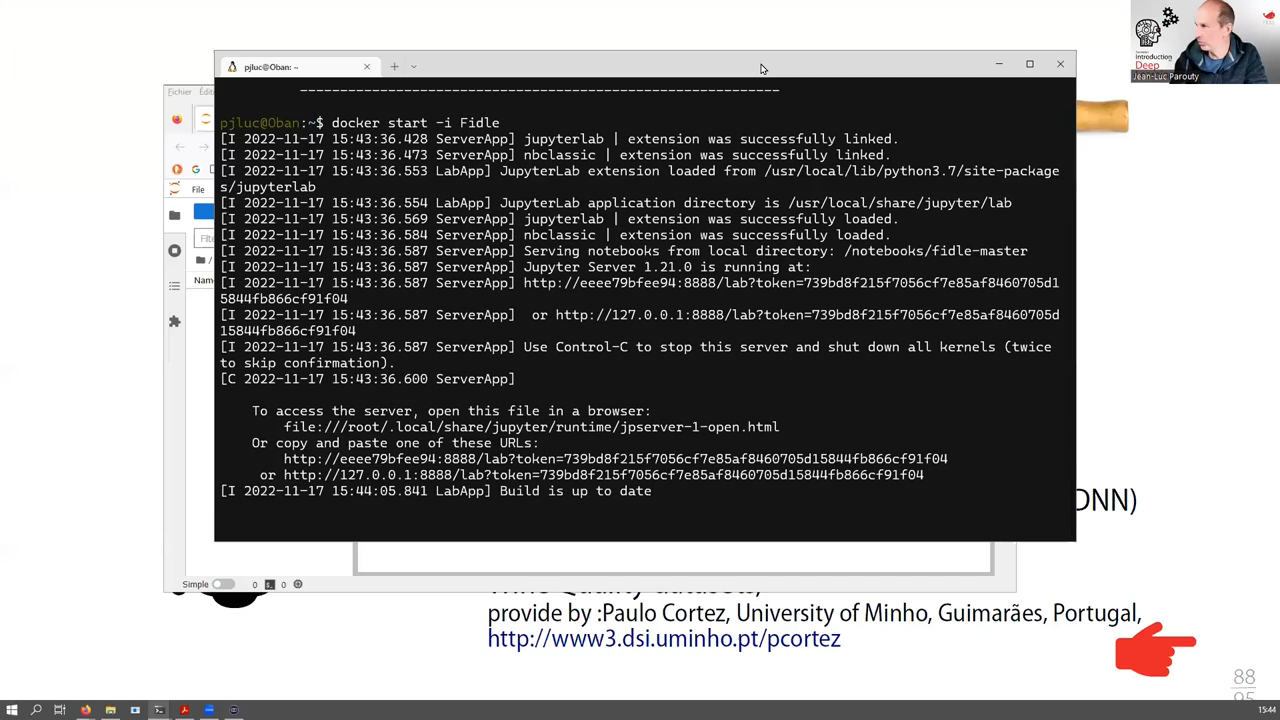 Introduction
Deep
Jean-Luc Parouty
pjluc@Oban: ~
Fichier
------------------------------------------------------------
pjluc@Oban:~$ docker start -i Fidle
[I 2022-11-17 15:43:36.428 ServerApp] jupyterlab | extension was successfully linked.
[I 2022-11-17 15:43:36.473 ServerApp] nbclassic | extension was successfully linked.
[I 2022-11-17 15:43:36.553 LabApp] JupyterLab extension loaded from /usr/local/lib/python3.7/site-package
s/jupyterlab
[I 2022-11-17 15:43:36.554 LabApp] JupyterLab application directory is /usr/local/share/jupyter/lab
[I 2022-11-17 15:43:36.569 ServerApp] jupyterlab | extension was successfully loaded.
[I 2022-11-17 15:43:36.584 ServerApp] nbclassic | extension was successfully loaded.
[I 2022-11-17 15:43:36.587 ServerApp] Serving notebooks from local directory: /notebooks/fidle-master
[I 2022-11-17 15:43:36.587 ServerApp] Jupyter Server 1.21.0 is running at:
[I 2022-11-17 15:43:36.587 ServerApp] http://eeee79bfee94:8888/lab?token=739bd8f215f7056cf7e85af8460705d1
5844fb866cf91f04
[I 2022-11-17 15:43:36.587 ServerApp]  or http://127.0.0.1:8888/lab?token=739bd8f215f7056cf7e85af8460705d
15844fb866cf91f04
[I 2022-11-17 15:43:36.587 ServerApp] Use Control-C to stop this server and shut down all kernels (twice
to skip confirmation).
[C 2022-11-17 15:43:36.600 ServerApp]
To access the server, open this file in a browser:
file:///root/.local/share/jupyter/runtime/jpserver-1-open.html
Or copy and paste one of these URLs:
http://eeee79bfee94:8888/lab?token=739bd8f215f7056cf7e85af8460705d15844fb866cf91f04
or http://127.0.0.1:8888/lab?token=739bd8f215f7056cf7e85af8460705d15844fb866cf91f04
[I 2022-11-17 15:44:05.841 LabApp] Build is up to date
File
DNN)
Simple 0 0
provide by :Paulo Cortez, University of Minho, Guimarães, Portugal,
http://www3.dsi.uminho.pt/pcortez
88
15:44